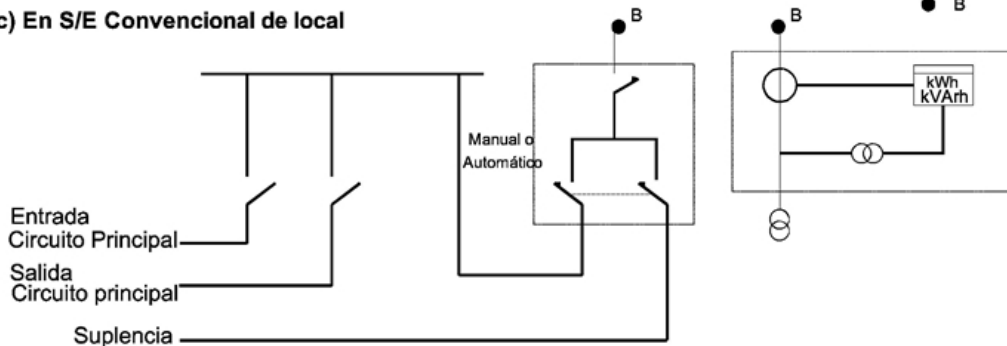 c) En S/E Convencional de local
B
B
B
kWh
kVArh
Manual o
Automático
Entrada
Circuito Principal
Salida
Circuito principal
Suplencia